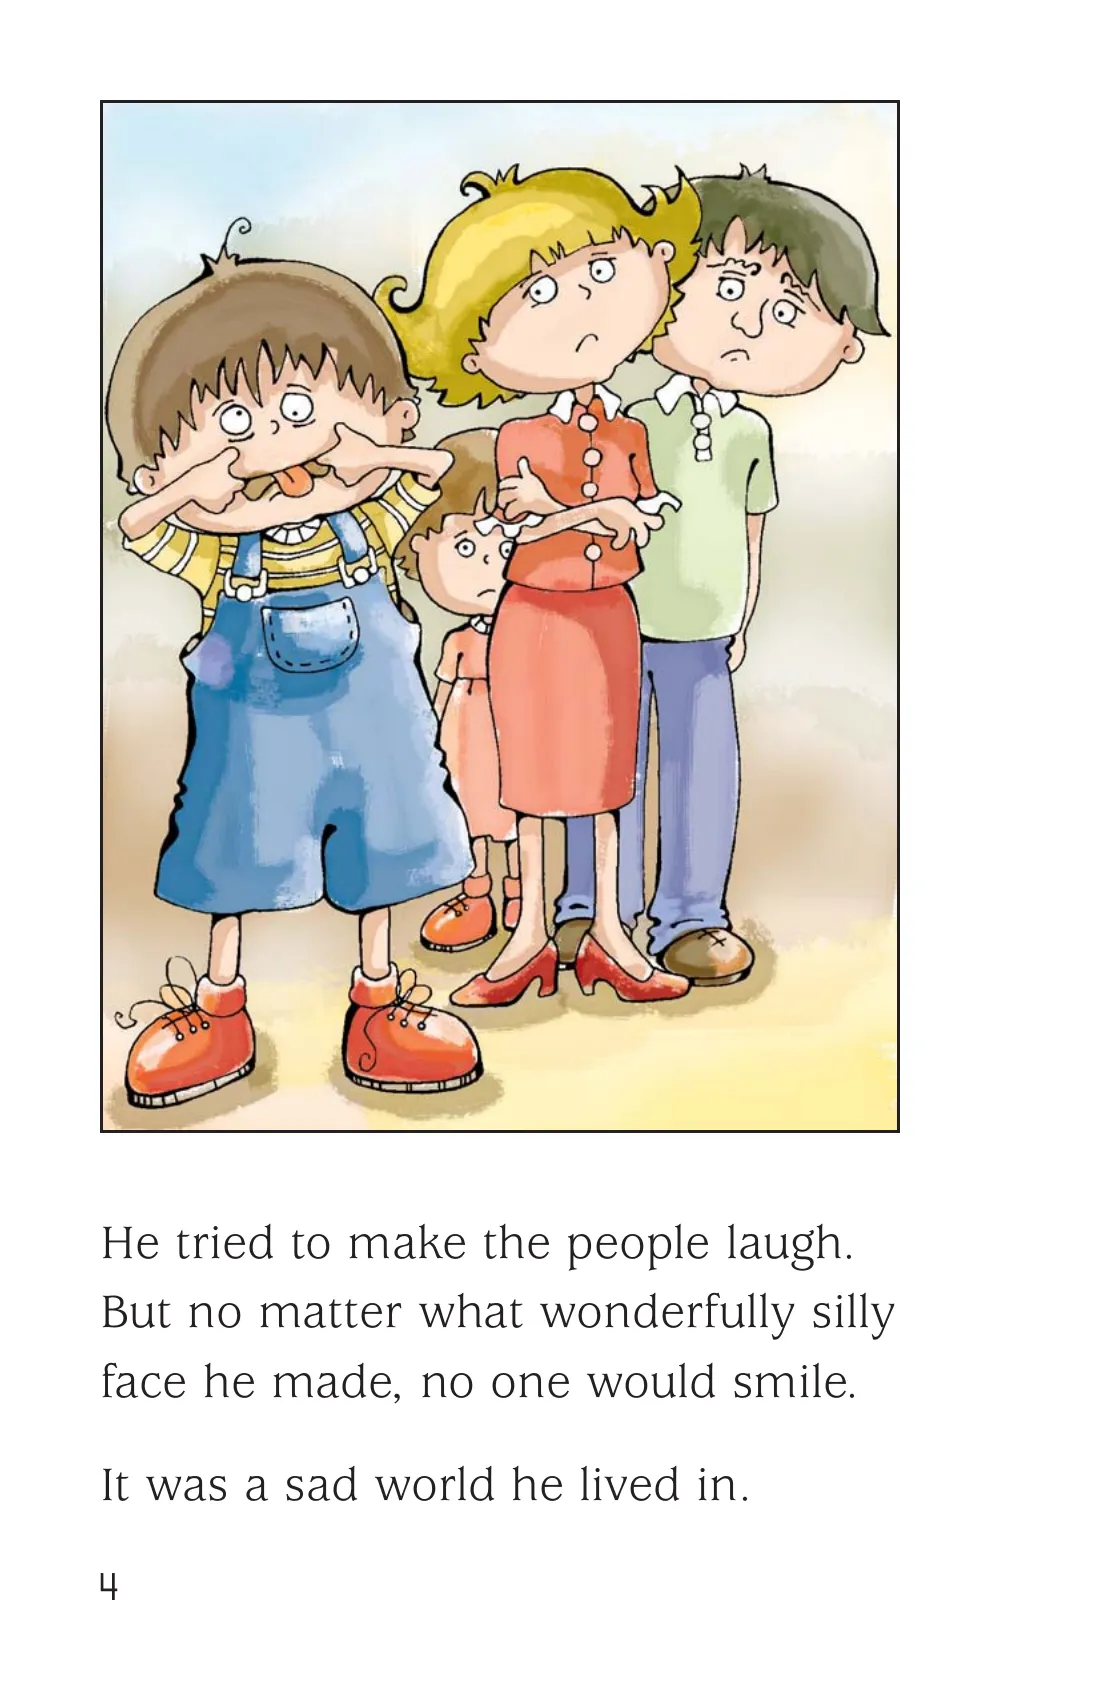 He tried to make the people laugh.
But no matter what wonderfully silly
face he made, no one would smile.
It was a sad world he lived in.
4